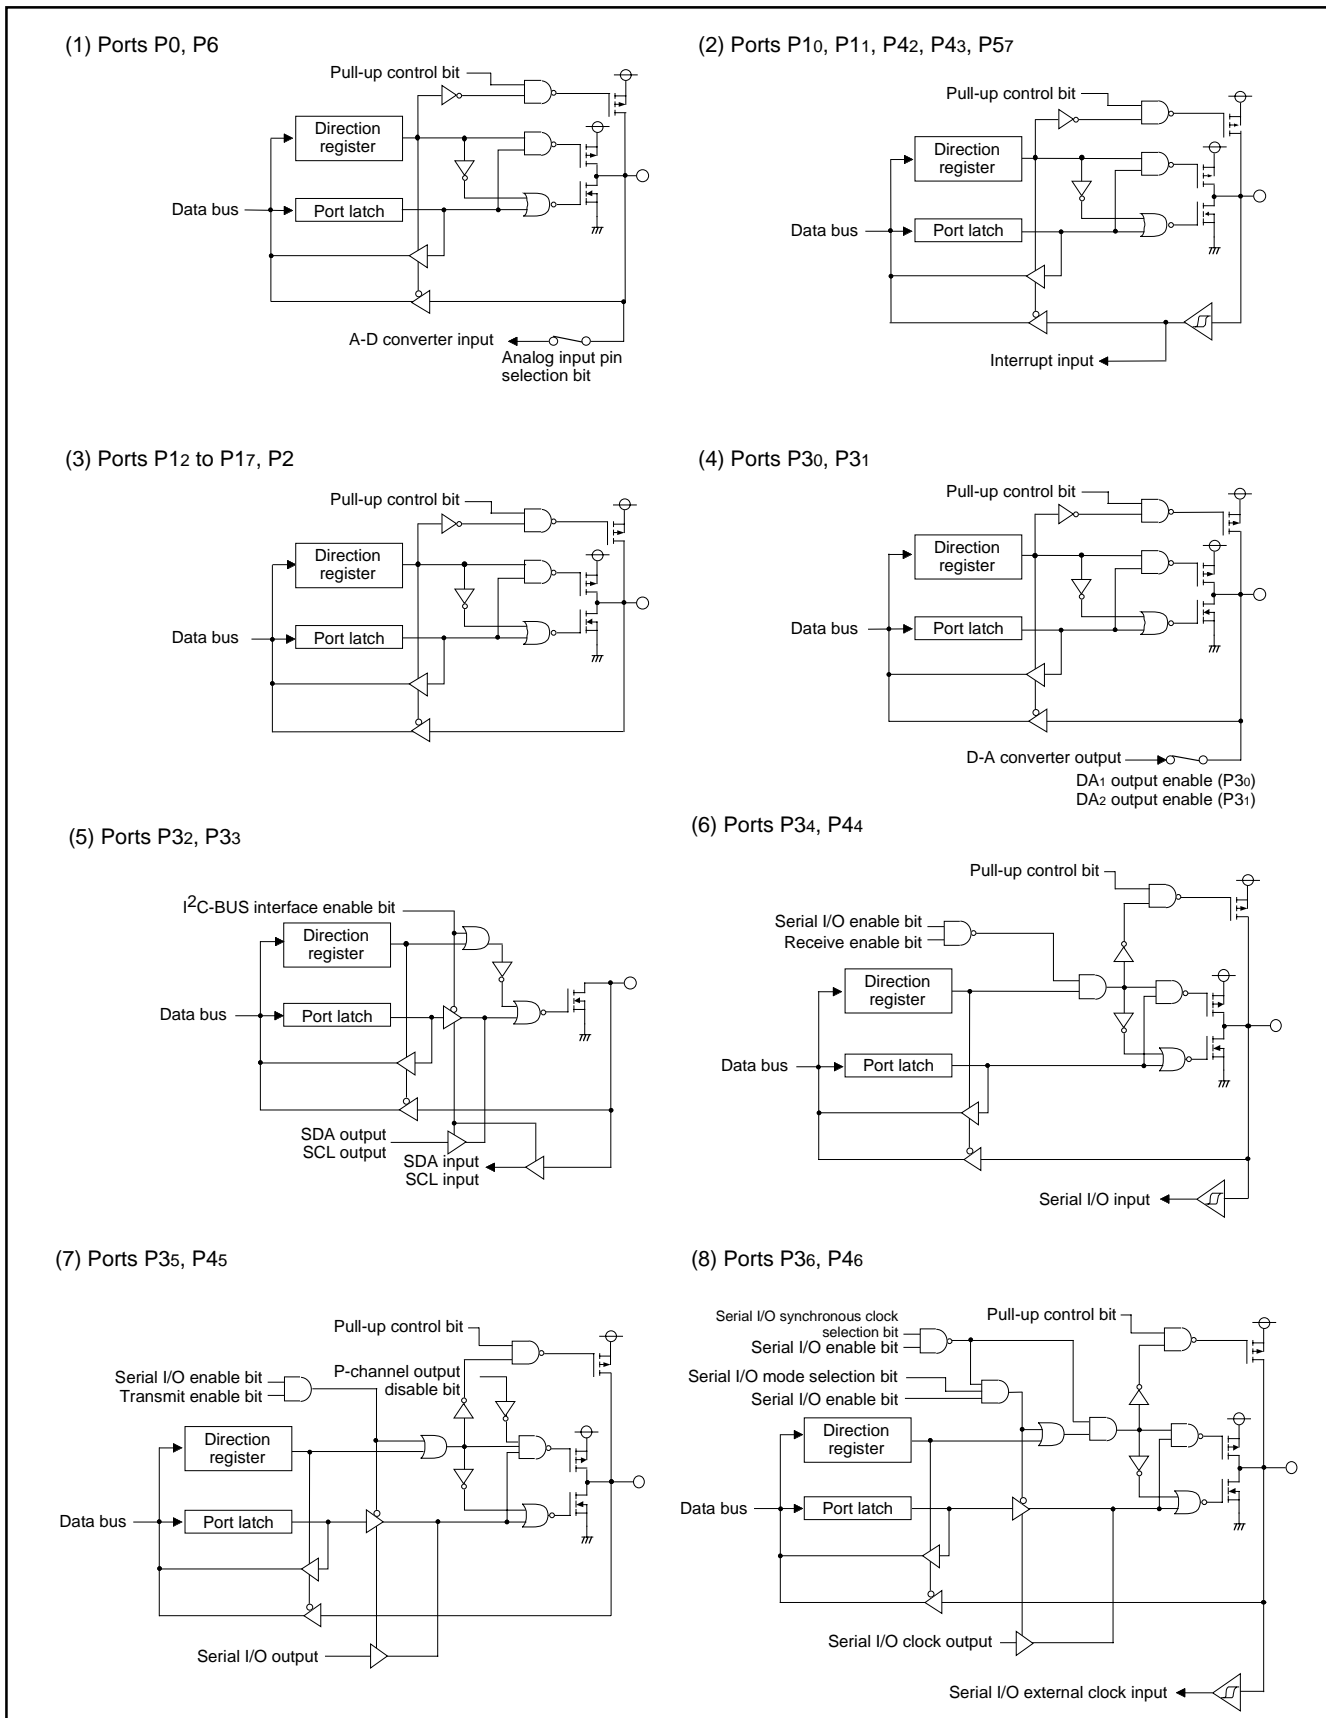 (1) Ports P0, P6
Pull-up control bit
Direction
register
Data bus
Port latch
A-D converter input
Analog input pin
selection bit
(2) Ports P10, P11, P42, P43, P57
Pull-up control bit
Direction
register
Data bus
Port latch
Interrupt input
(3) Ports P12 to P17, P2
Pull-up control bit
Direction
register
Data bus
Port latch
(4) Ports P30, P31
Pull-up control bit
Direction
register
Data bus
Port latch
D-A converter output
DA1 output enable (P30)
DA2 output enable (P31)
(5) Ports P32, P33
I2C-BUS interface enable bit
Direction
register
Data bus
Port latch
SDA output
SCL output
SDA input
SCL input
(6) Ports P34, P44
Pull-up control bit
Serial I/O enable bit
Receive enable bit
Direction
register
Data bus
Port latch
Serial I/O input
(7) Ports P35, P45
Pull-up control bit
Serial I/O enable bit
Transmit enable bit
P-channel output
disable bit
Direction
register
Data bus
Port latch
Serial I/O output
(8) Ports P36, P46
Serial I/O synchronous clock
selection bit
Serial I/O enable bit
Pull-up control bit
Serial I/O mode selection bit
Serial I/O enable bit
Direction
register
Data bus
Port latch
Serial I/O clock output
Serial I/O external clock input